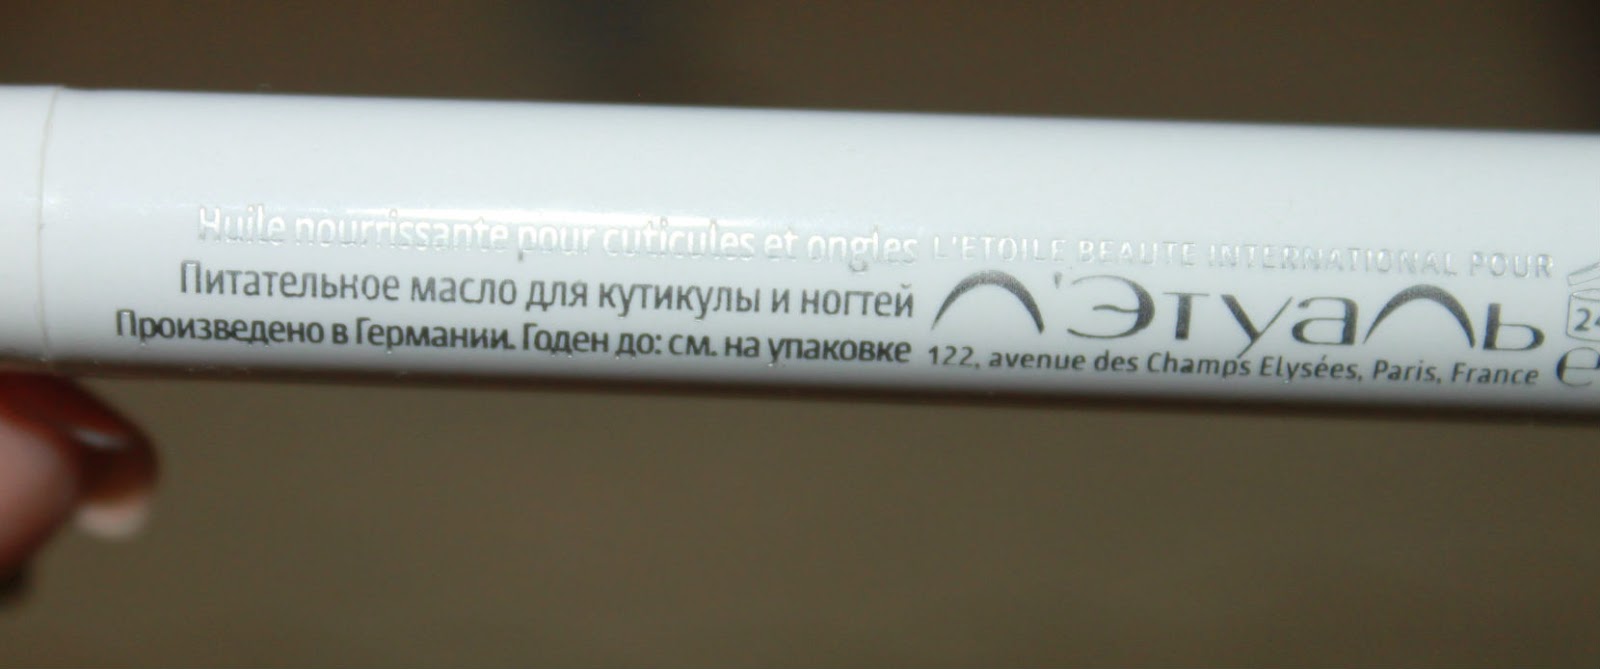 Huile nourrissante pour cuticules et ongles
Питательное масло для кутикулы и ногтей
Произведено в Германии. Годен до: см. на упаковке
L'ETOILE BEAUTE INTERNATIONAL POUR
Л'Этуаль
122, avenue des Champs Elysées, Paris, France